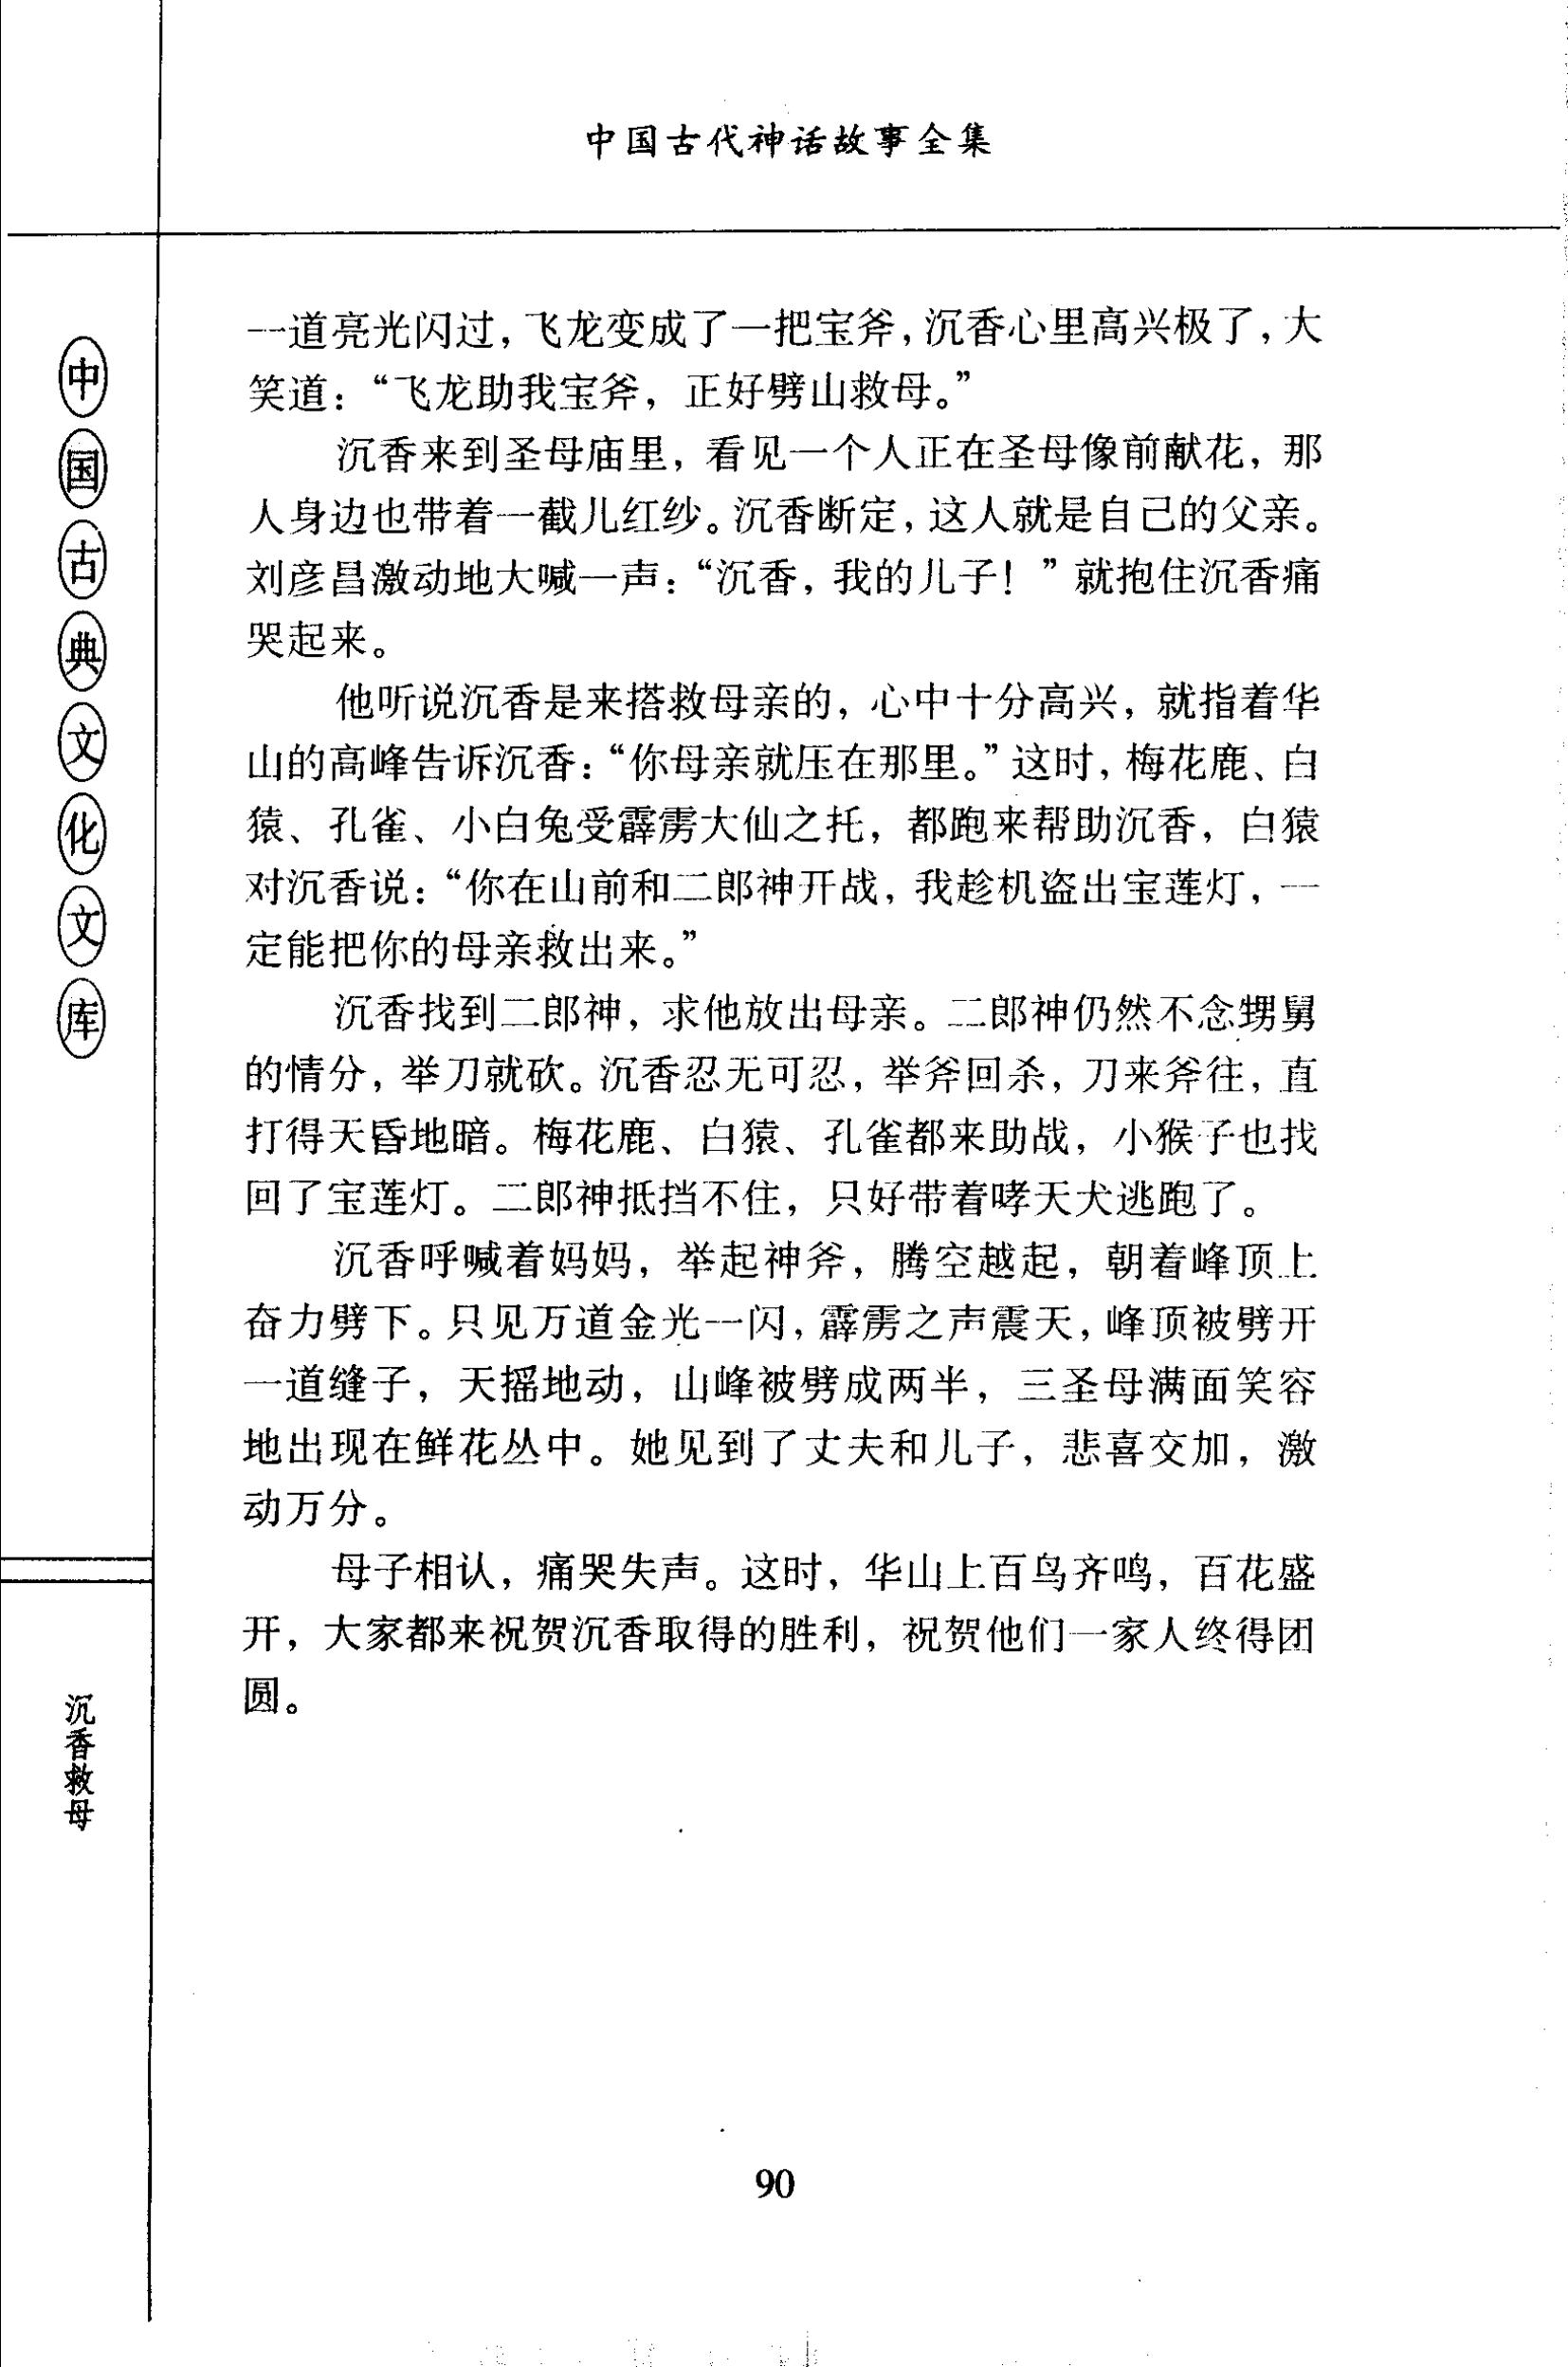 中国古代神话故事全集
中国古典文化文库
一道亮光闪过，飞龙变成了一把宝斧，沉香心里高兴极了，大
笑道：“飞龙助我宝斧，正好劈山救母。”
沉香来到圣母庙里，看见一个人正在圣母像前献花，那
人身边也带着一截儿红纱。沉香断定，这人就是自己的父亲。
刘彦昌激动地大喊一声：“沉香，我的儿子！”就抱住沉香痛
哭起来。
他听说沉香是来搭救母亲的，心中十分高兴，就指着华
山的高峰告诉沉香：“你母亲就压在那里。”这时，梅花鹿、白
猿、孔雀、小白兔受霹雳大仙之托，都跑来帮助沉香，白猿
对沉香说：“你在山前和二郎神开战，我趁机盗出宝莲灯，一
定能把你的母亲救出来。”
沉香找到二郎神，求他放出母亲。二郎神仍然不念甥舅
的情分，举刀就砍。沉香忍无可忍，举斧回杀，刀来斧往，直
打得天昏地暗。梅花鹿、白猿、孔雀都来助战，小猴子也找
回了宝莲灯。二郎神抵挡不住，只好带着哮天犬逃跑了。
沉香呼喊着妈妈，举起神斧，腾空越起，朝着峰顶上
奋力劈下。只见万道金光一闪，霹雳之声震天，峰顶被劈开
一道缝子，天摇地动，山峰被劈成两半，三圣母满面笑容
地出现在鲜花丛中。她见到了丈夫和儿子，悲喜交加，激
动万分。
母子相认，痛哭失声。这时，华山上百鸟齐鸣，百花盛
开，大家都来祝贺沉香取得的胜利，祝贺他们一家人终得团
圆。
沉香救母
90